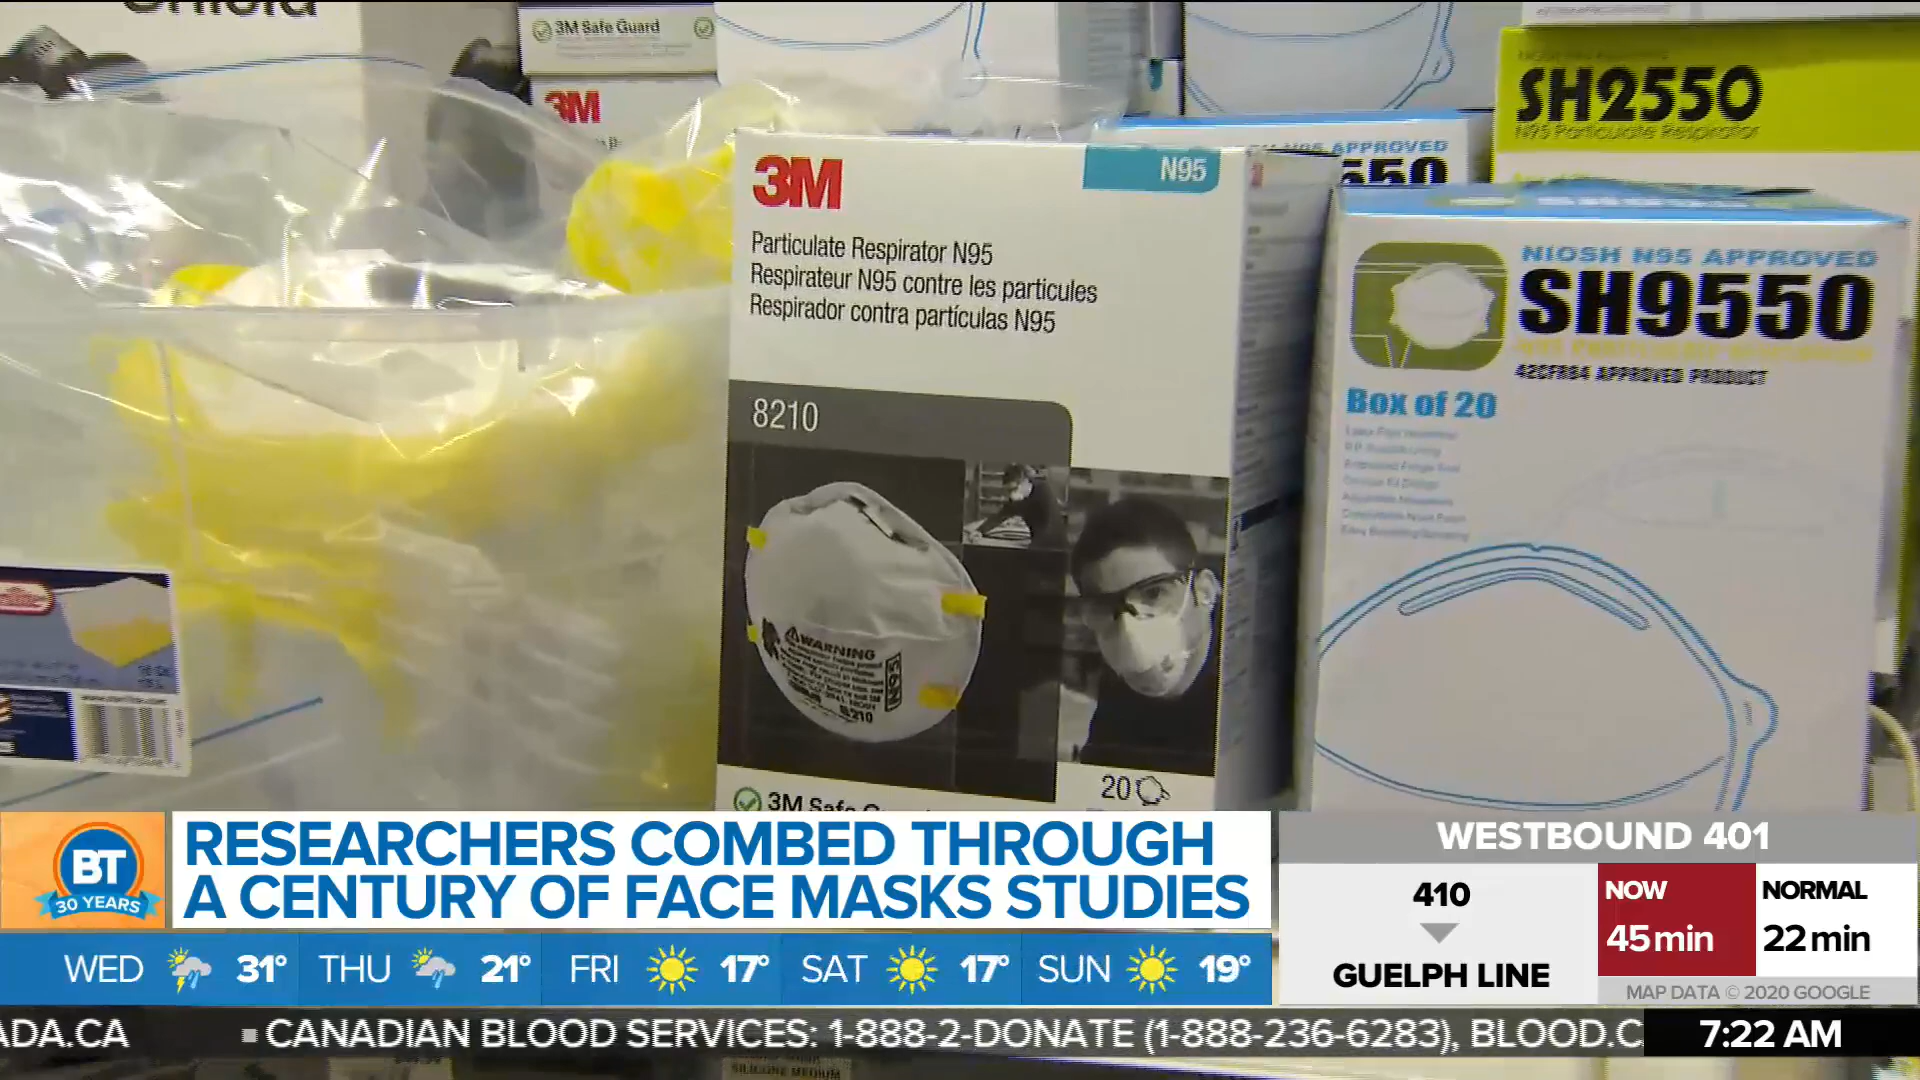 3M Safe Guard
3M
3M
N95
Particulate Respirator N95
Respirateur N95 contre les particules
Respirador contra partículas N95
8210
WARNING
N95
8210
20
3M Safe
N95 APPROVED
550
SH2550
N95 Particulate Respirator
NIOSH N95 APPROVED
SH9550
42CFR84 APPROVED PRODUCT
Box of 20
BT
30 YEARS
RESEARCHERS COMBED THROUGH
A CENTURY OF FACE MASKS STUDIES
WED 31° THU 21° FRI 17° SAT 17° SUN 19°
WESTBOUND 401
410
GUELPH LINE
NOW
45 min
NORMAL
22 min
MAP DATA © 2020 GOOGLE
ADA.CA ▪ CANADIAN BLOOD SERVICES: 1-888-2-DONATE (1-888-236-6283), BLOOD.C
7:22 AM